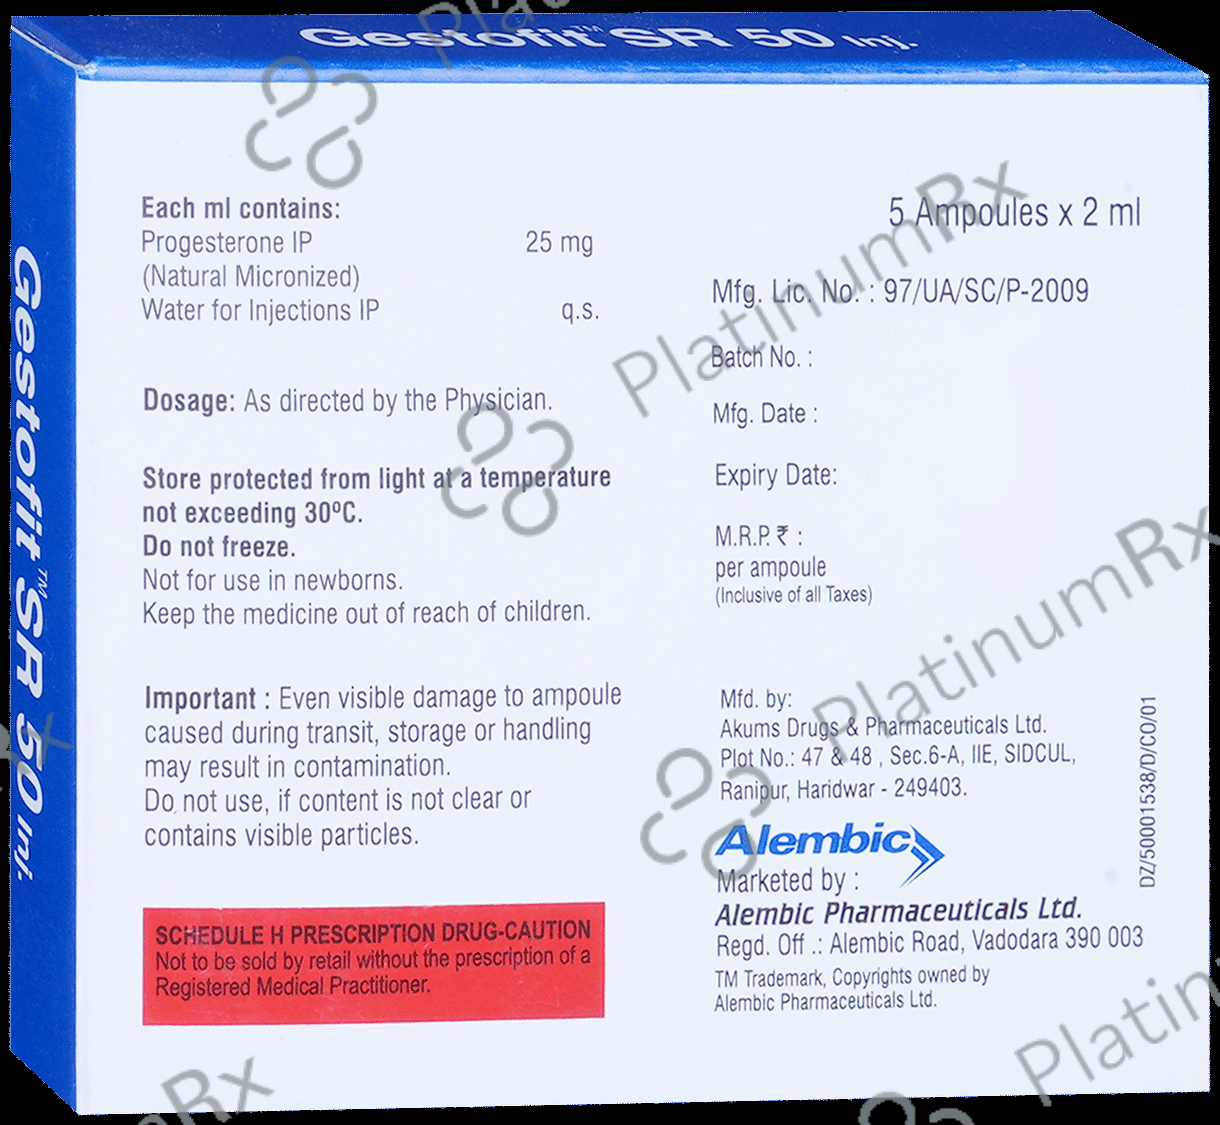 Gestofit™ SR 50 Inj.
Gestofit™ SR 50 Inj.
Each ml contains:
Progesterone IP 25 mg
(Natural Micronized)
Water for Injections IP q.s.
Dosage: As directed by the Physician.
Store protected from light at a temperature
not exceeding 30ºC.
Do not freeze.
Not for use in newborns.
Keep the medicine out of reach of children.
Important : Even visible damage to ampoule
caused during transit, storage or handling
may result in contamination.
Do not use, if content is not clear or
contains visible particles.
SCHEDULE H PRESCRIPTION DRUG-CAUTION
Not to be sold by retail without the prescription of a
Registered Medical Practitioner.
5 Ampoules x 2 ml
Mfg. Lic. No. : 97/UA/SC/P-2009
Batch No. :
Mfg. Date :
Expiry Date:
M.R.P. ₹ :
per ampoule
(Inclusive of all Taxes)
Mfd. by:
Akums Drugs & Pharmaceuticals Ltd.
Plot No.: 47 & 48 , Sec.6-A, IIE, SIDCUL,
Ranipur, Haridwar - 249403.
Alembic
Marketed by :
Alembic Pharmaceuticals Ltd.
Regd. Off .: Alembic Road, Vadodara 390 003
TM Trademark, Copyrights owned by
Alembic Pharmaceuticals Ltd.
DZ/50001538/D/CO/01
Platinum
PlatinumRx
PlatinumRx
Platin
tinumRx